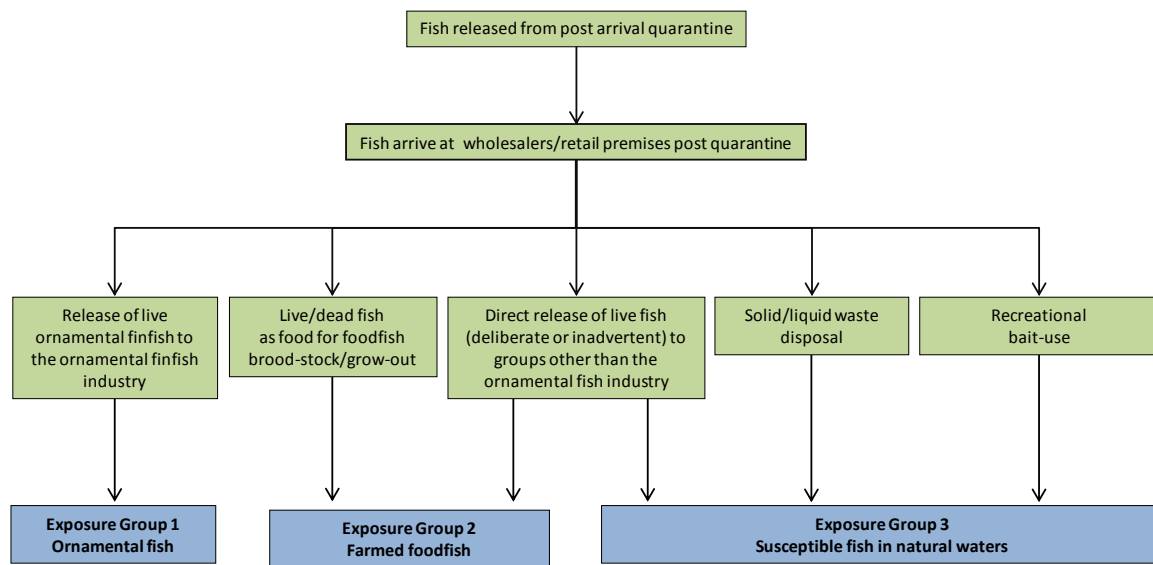 Fish released from post arrival quarantine
Fish arrive at wholesalers/retail premises post quarantine
Release of live
ornamental finfish to
the ornamental finfish
industry
Live/dead fish
as food for foodfish
brood-stock/grow-out
Direct release of live fish
(deliberate or inadvertent) to
groups other than the
ornamental fish industry
Solid/liquid waste
disposal
Recreational
bait-use
Exposure Group 1
Ornamental fish
Exposure Group 2
Farmed foodfish
Exposure Group 3
Susceptible fish in natural waters